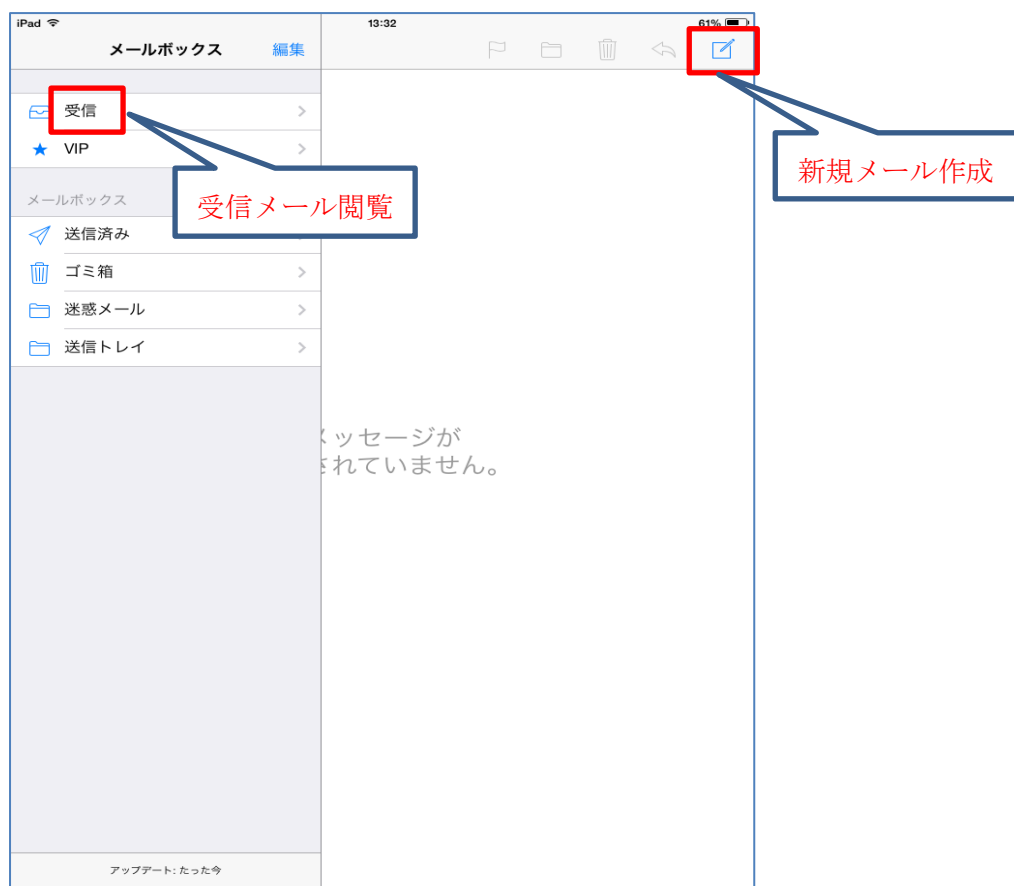 iPad 13:32 61%
メールボックス 編集
受信
VIP
新規メール作成
メールボックス
受信メール閲覧
送信済み
ゴミ箱
迷惑メール
送信トレイ
ッセージが
れていません。
アップデート: たった今